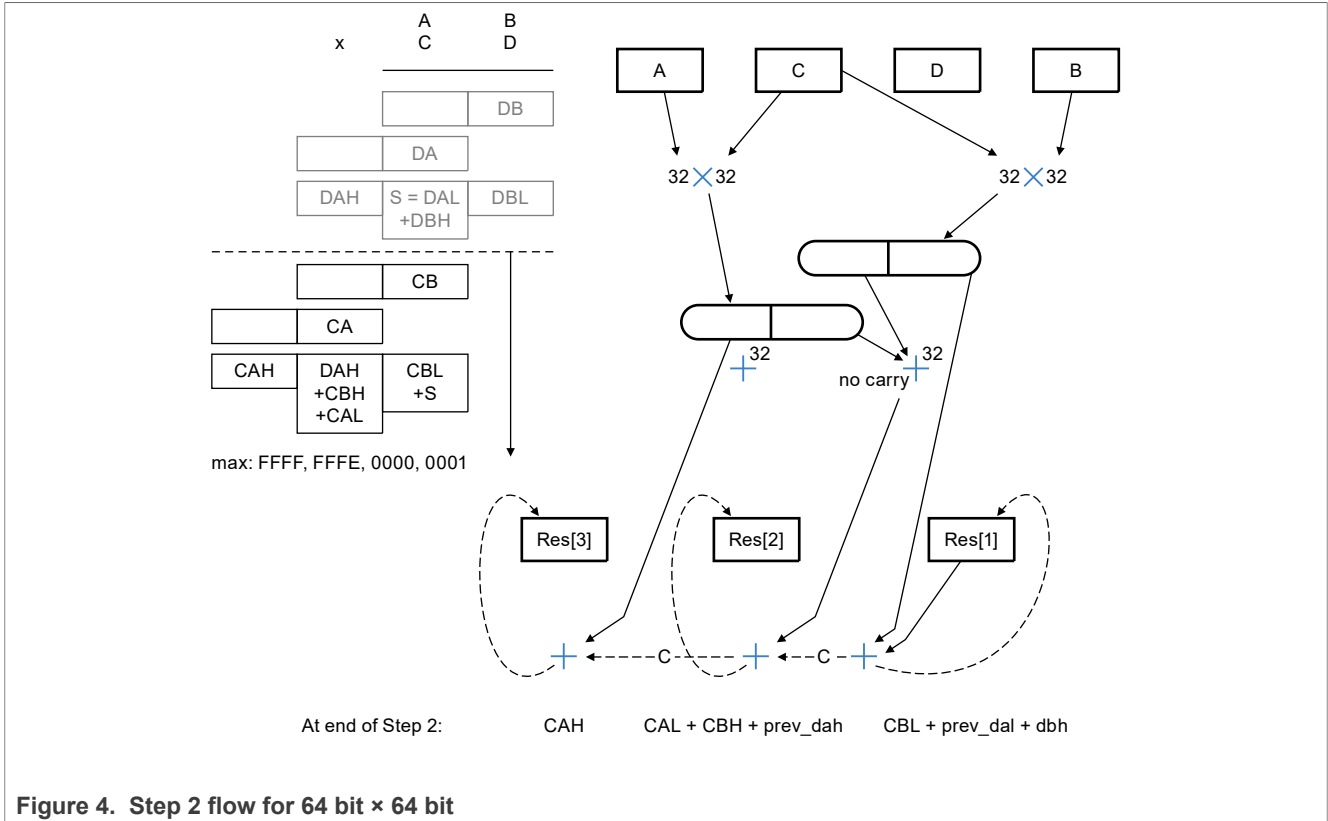 A B
x C D
DB
DA
DAH S = DAL DBL
+DBH
CB
CA
CAH DAH CBL
+CBH +S
+CAL
max: FFFF, FFFE, 0000, 0001
A C D B
32 32 32 32
32 32
no carry
Res[3] Res[2] Res[1]
C C
At end of Step 2: CAH CAL + CBH + prev_dah CBL + prev_dal + dbh
Figure 4. Step 2 flow for 64 bit × 64 bit